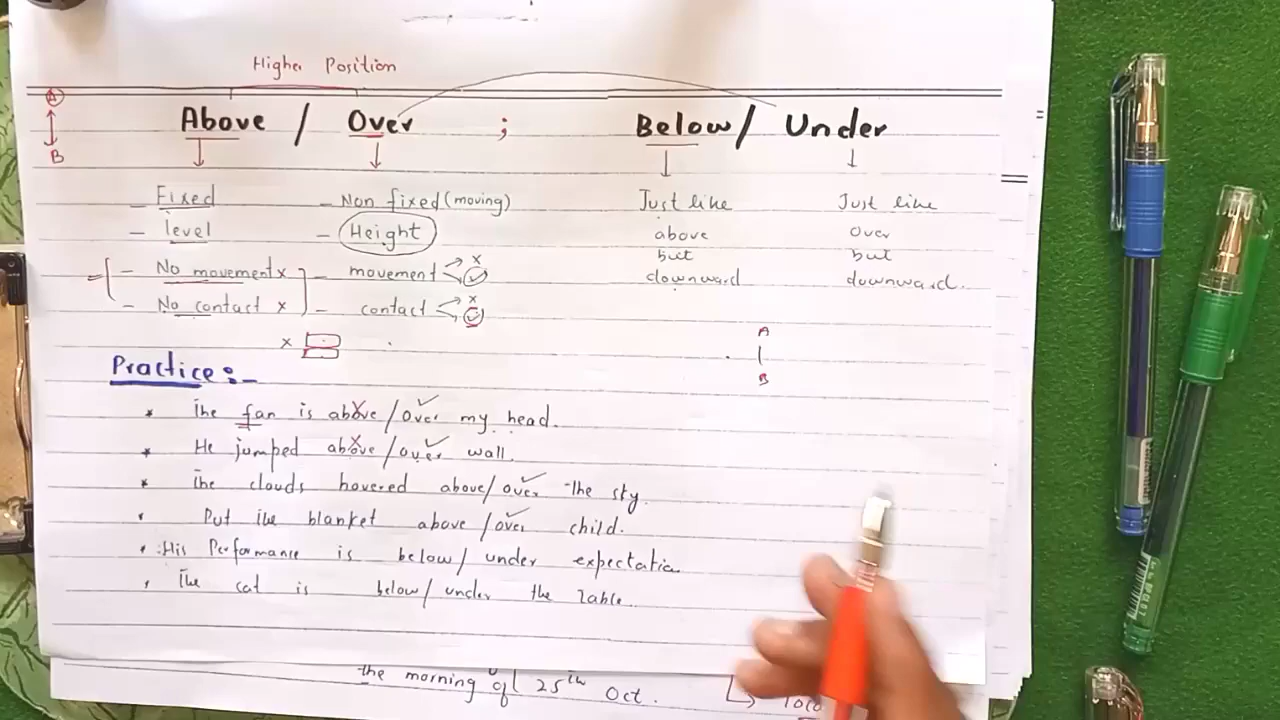 Higher Position
A
B
Above / Over ; Below / Under
- Fixed - Non fixed (moving) Just like Just like
- level - Height above over
but but
- No movement x - movement x ✓ downward downward.
- No contact x - contact x ✓
x
A
B
Practice:-
* The fan is above/over my head.
* He jumped above/over wall.
* The clouds hovered above/over the sky.
* Put the blanket above/over child.
* His Performance is below/under expectation
* The cat is below/under the table.
the morning of 25th Oct.